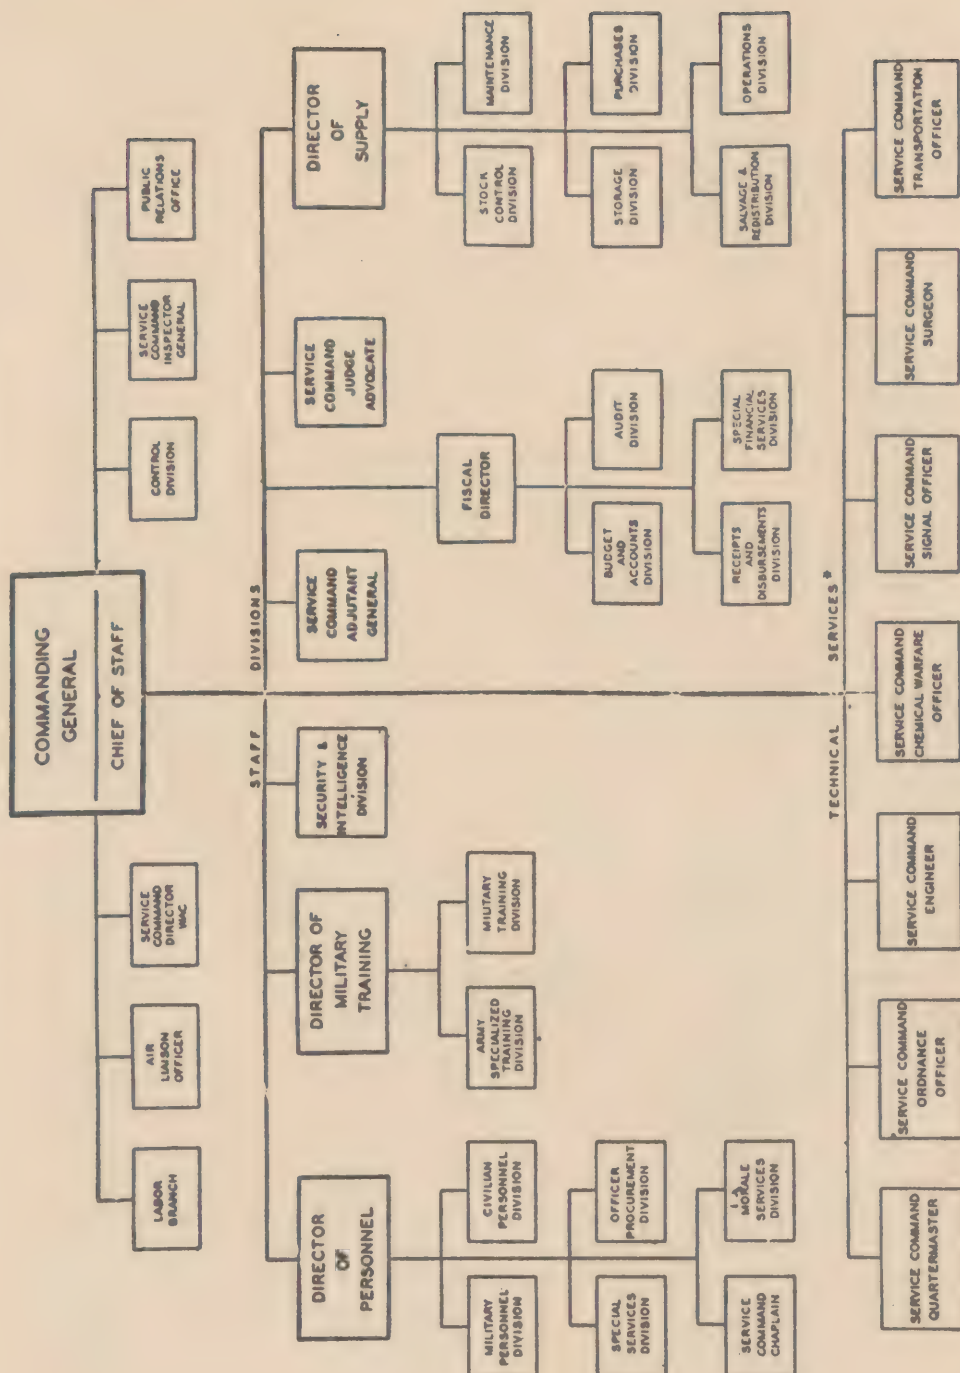 COMMANDING
GENERAL
CHIEF OF STAFF
LABOR
BRANCH
AIR
LIAISON
OFFICER
SERVICE
COMMAND
DIRECTOR
WAC
CONTROL
DIVISION
SERVICE
COMMAND
INSPECTOR
GENERAL
PUBLIC
RELATIONS
OFFICE
STAFF DIVISIONS
DIRECTOR
OF
PERSONNEL
DIRECTOR OF
MILITARY
TRAINING
SECURITY &
INTELLIGENCE
DIVISION
SERVICE
COMMAND
ADJUTANT
GENERAL
SERVICE
COMMAND
JUDGE
ADVOCATE
DIRECTOR
OF
SUPPLY
MILITARY
PERSONNEL
DIVISION
CIVILIAN
PERSONNEL
DIVISION
SPECIAL
SERVICES
DIVISION
OFFICER
PROCUREMENT
DIVISION
SERVICE
COMMAND
CHAPLAIN
MORALE
SERVICES
DIVISION
ARMY
SPECIALIZED
TRAINING
DIVISION
MILITARY
TRAINING
DIVISION
FISCAL
DIRECTOR
BUDGET
AND
ACCOUNTS
DIVISION
AUDIT
DIVISION
RECEIPTS
AND
DISBURSEMENTS
DIVISION
SPECIAL
FINANCIAL
SERVICES
DIVISION
STOCK
CONTROL
DIVISION
MAINTENANCE
DIVISION
STORAGE
DIVISION
PURCHASES
DIVISION
SALVAGE &
REDISTRIBUTION
DIVISION
OPERATIONS
DIVISION
TECHNICAL SERVICES*
SERVICE COMMAND
QUARTERMASTER
SERVICE COMMAND
ORDNANCE
OFFICER
SERVICE COMMAND
ENGINEER
SERVICE COMMAND
CHEMICAL WARFARE
OFFICER
SERVICE COMMAND
SIGNAL OFFICER
SERVICE COMMAND
SURGEON
SERVICE COMMAND
TRANSPORTATION
OFFICER